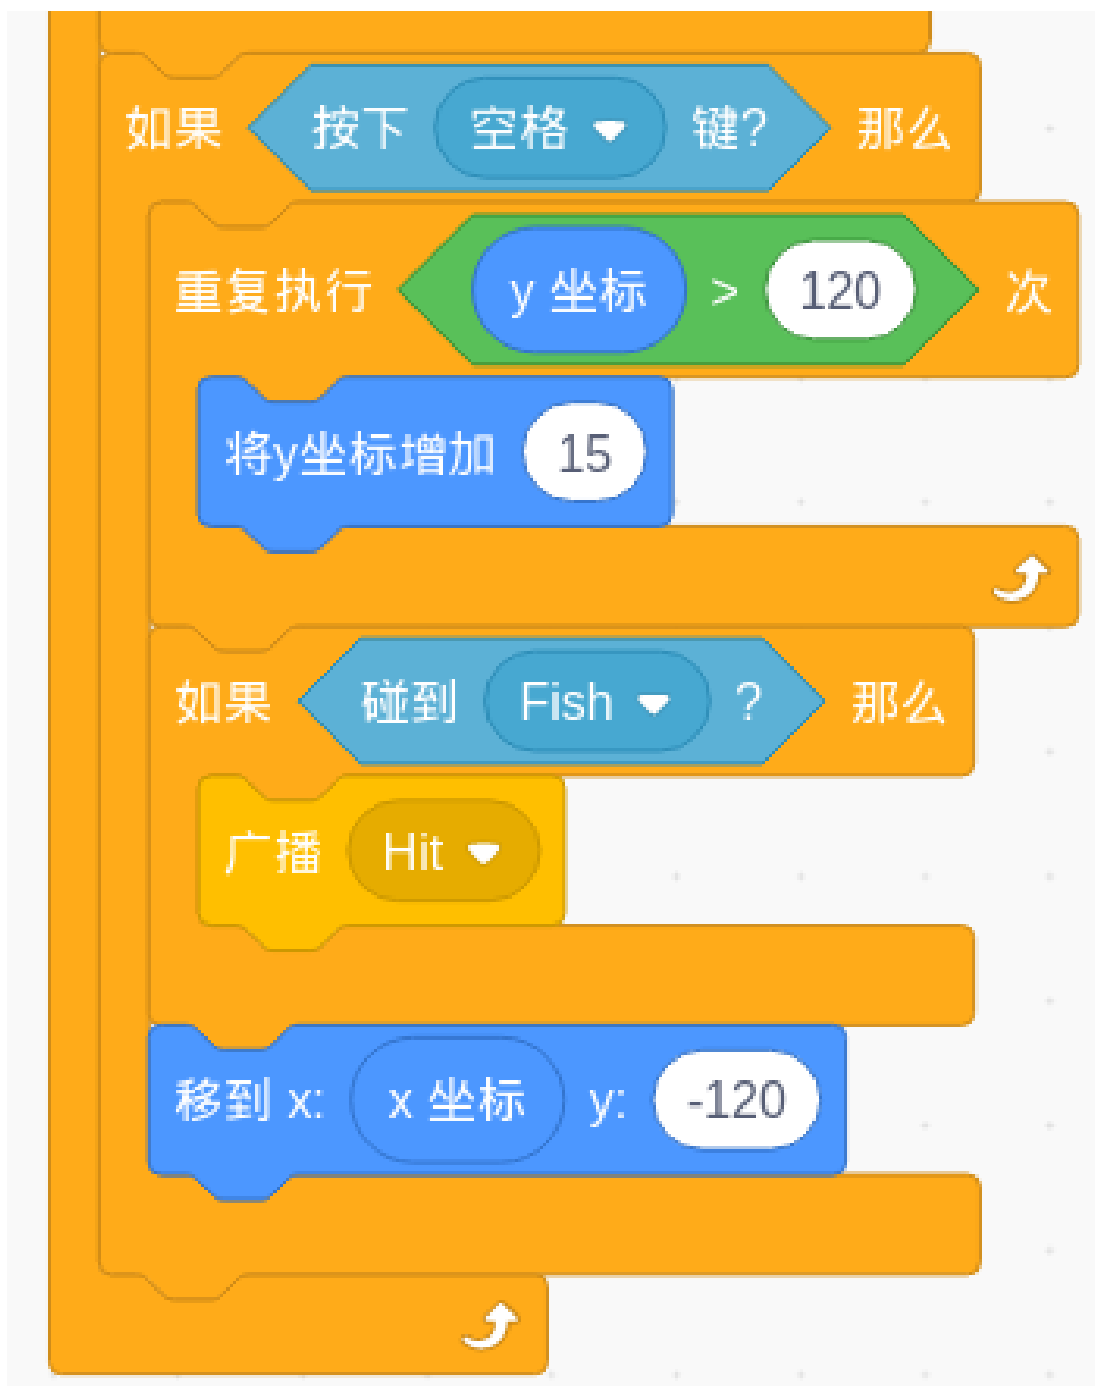 如果 按下 空格 键? 那么
重复执行 y 坐标 > 120 次
将y坐标增加 15
如果 碰到 Fish ? 那么
广播 Hit
移到 x: x 坐标 y: -120